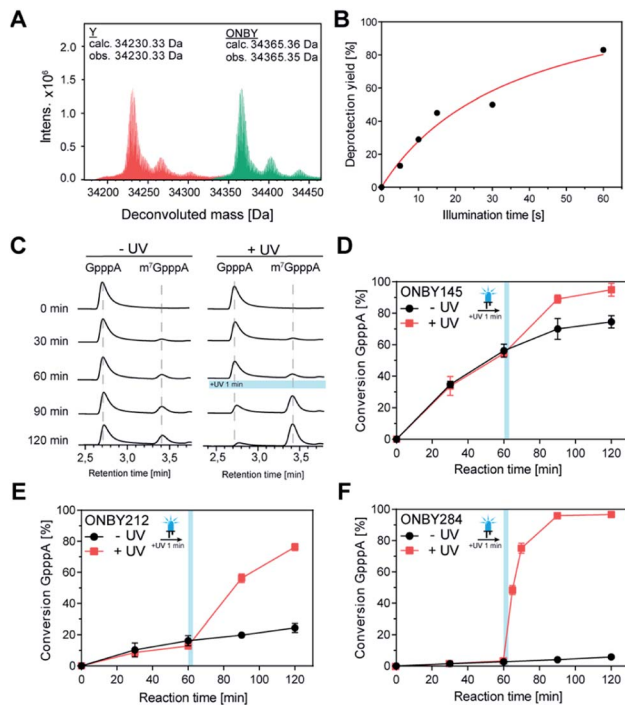 A
Y
calc. 34230.33 Da
obs. 34230.33 Da
ONBY
calc. 34365.36 Da
obs. 34365.35 Da
Intens. x10⁶
2.0
1.5
1.0
0.5
0.0
34200 34250 34300 34350 34400 34450
Deconvoluted mass [Da]
B
Deprotection yield [%]
100
80
60
40
20
0
0 10 20 30 40 50 60
Illumination time [s]
C
- UV + UV
GpppA m⁷GpppA GpppA m⁷GpppA
0 min
30 min
60 min
+UV 1 min
90 min
120 min
2,5 3 3,5 2,5 3 3,5
Retention time [min] Retention time [min]
D
ONBY145
- UV
+ UV
+UV 1 min
Conversion GpppA [%]
100
80
60
40
20
0
0 20 40 60 80 100 120
Reaction time [min]
E
ONBY212
- UV
+ UV
+UV 1 min
Conversion GpppA [%]
100
80
60
40
20
0
0 20 40 60 80 100 120
Reaction time [min]
F
ONBY284
- UV
+ UV
+UV 1 min
Conversion GpppA [%]
100
80
60
40
20
0
0 20 40 60 80 100 120
Reaction time [min]